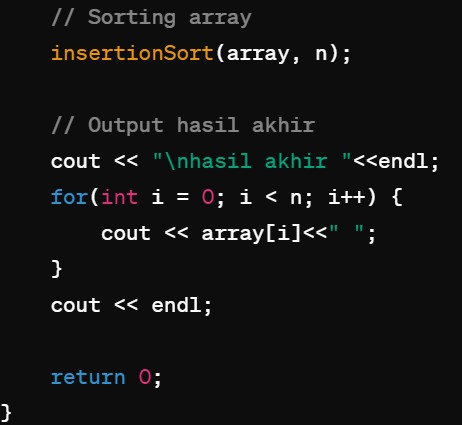 // Sorting array
insertionSort(array, n);
// Output hasil akhir
cout << "\nhasil akhir "<<endl;
for(int i = 0; i < n; i++) {
cout << array[i]<<" ";
}
cout << endl;
return 0;
}